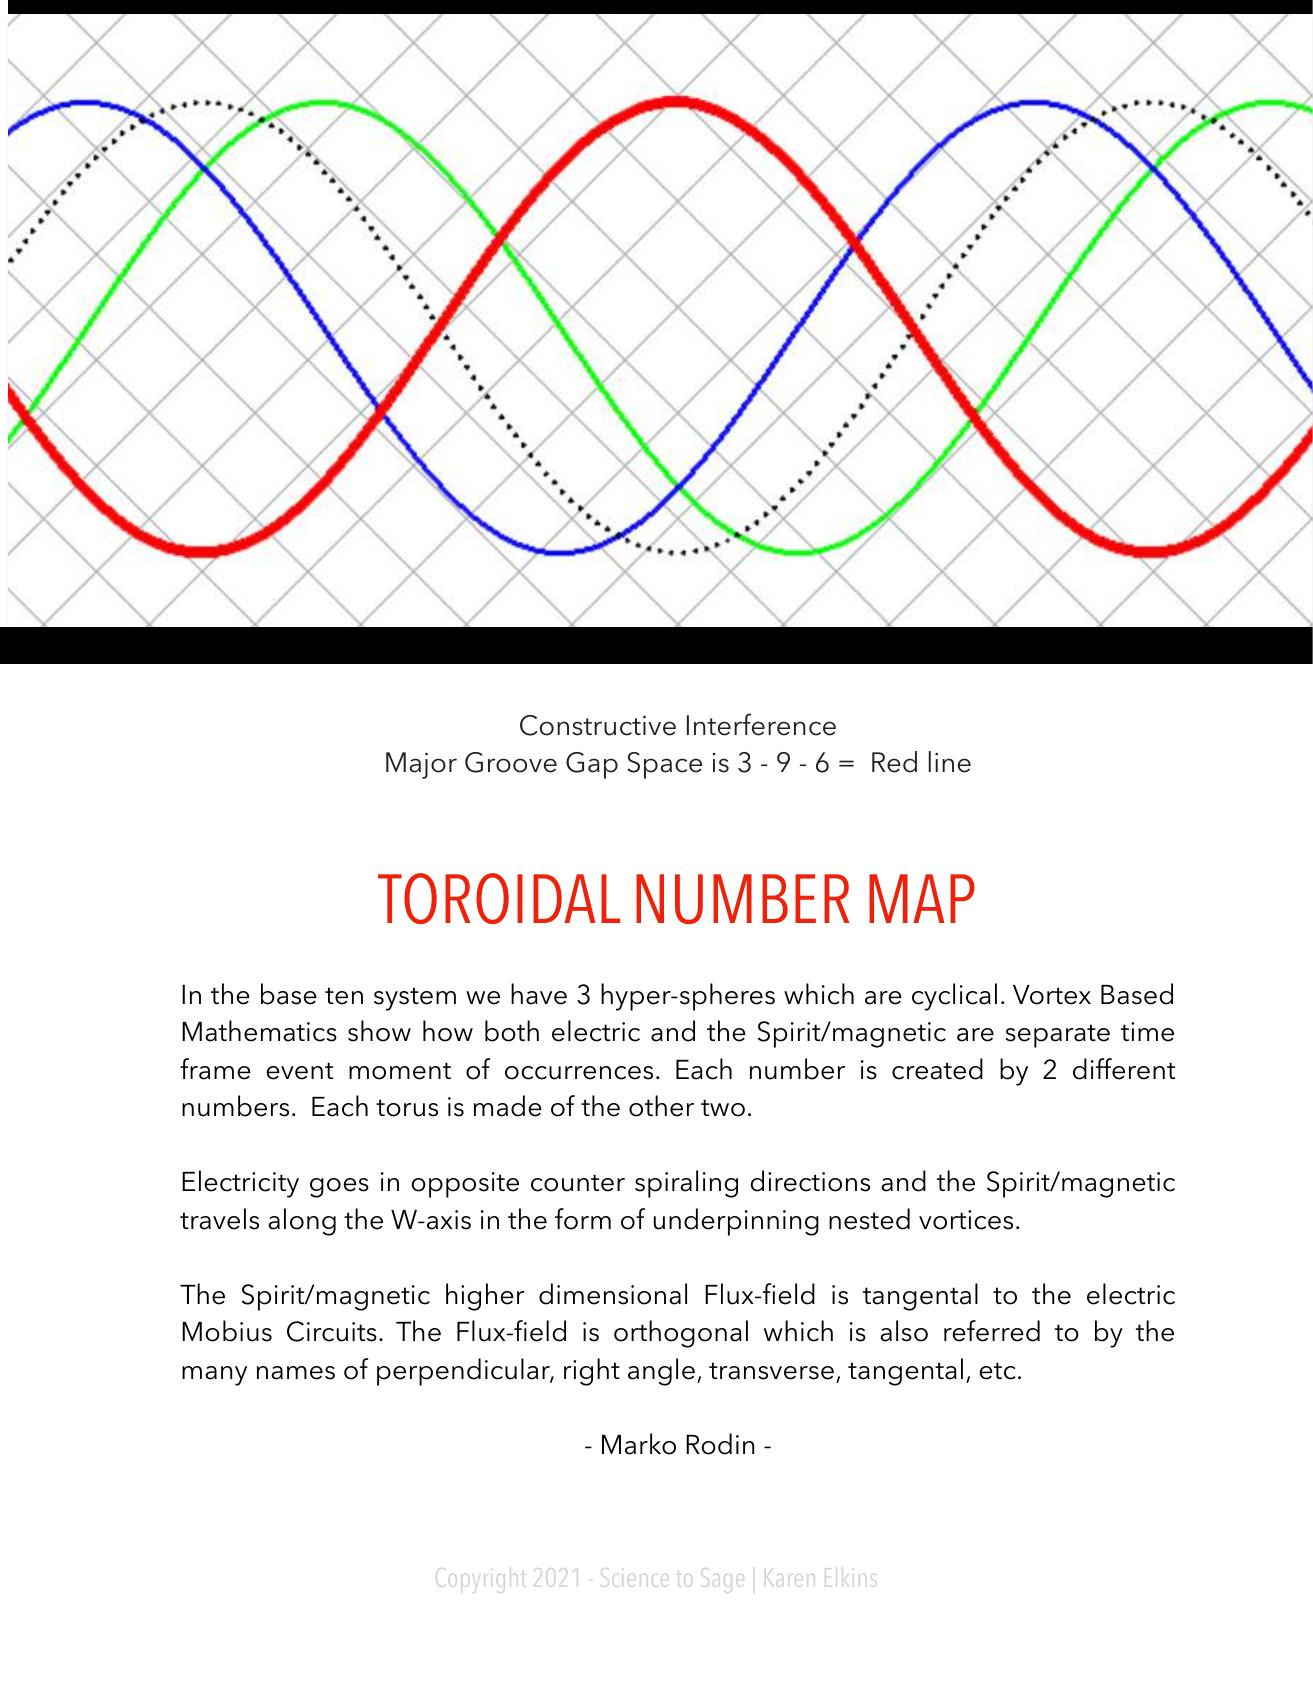 Constructive Interference
Major Groove Gap Space is 3 - 9 - 6 =  Red line
TOROIDAL NUMBER MAP
In the base ten system we have 3 hyper-spheres which are cyclical. Vortex Based
Mathematics show how both electric and the Spirit/magnetic are separate time
frame event moment of occurrences. Each number is created by 2 different
numbers.  Each torus is made of the other two.
Electricity goes in opposite counter spiraling directions and the Spirit/magnetic
travels along the W-axis in the form of underpinning nested vortices.
The Spirit/magnetic higher dimensional Flux-field is tangental to the electric
Mobius Circuits. The Flux-field is orthogonal which is also referred to by the
many names of perpendicular, right angle, transverse, tangental, etc.
- Marko Rodin -
Copyright 2021 - Science to Sage | Karen Elkins